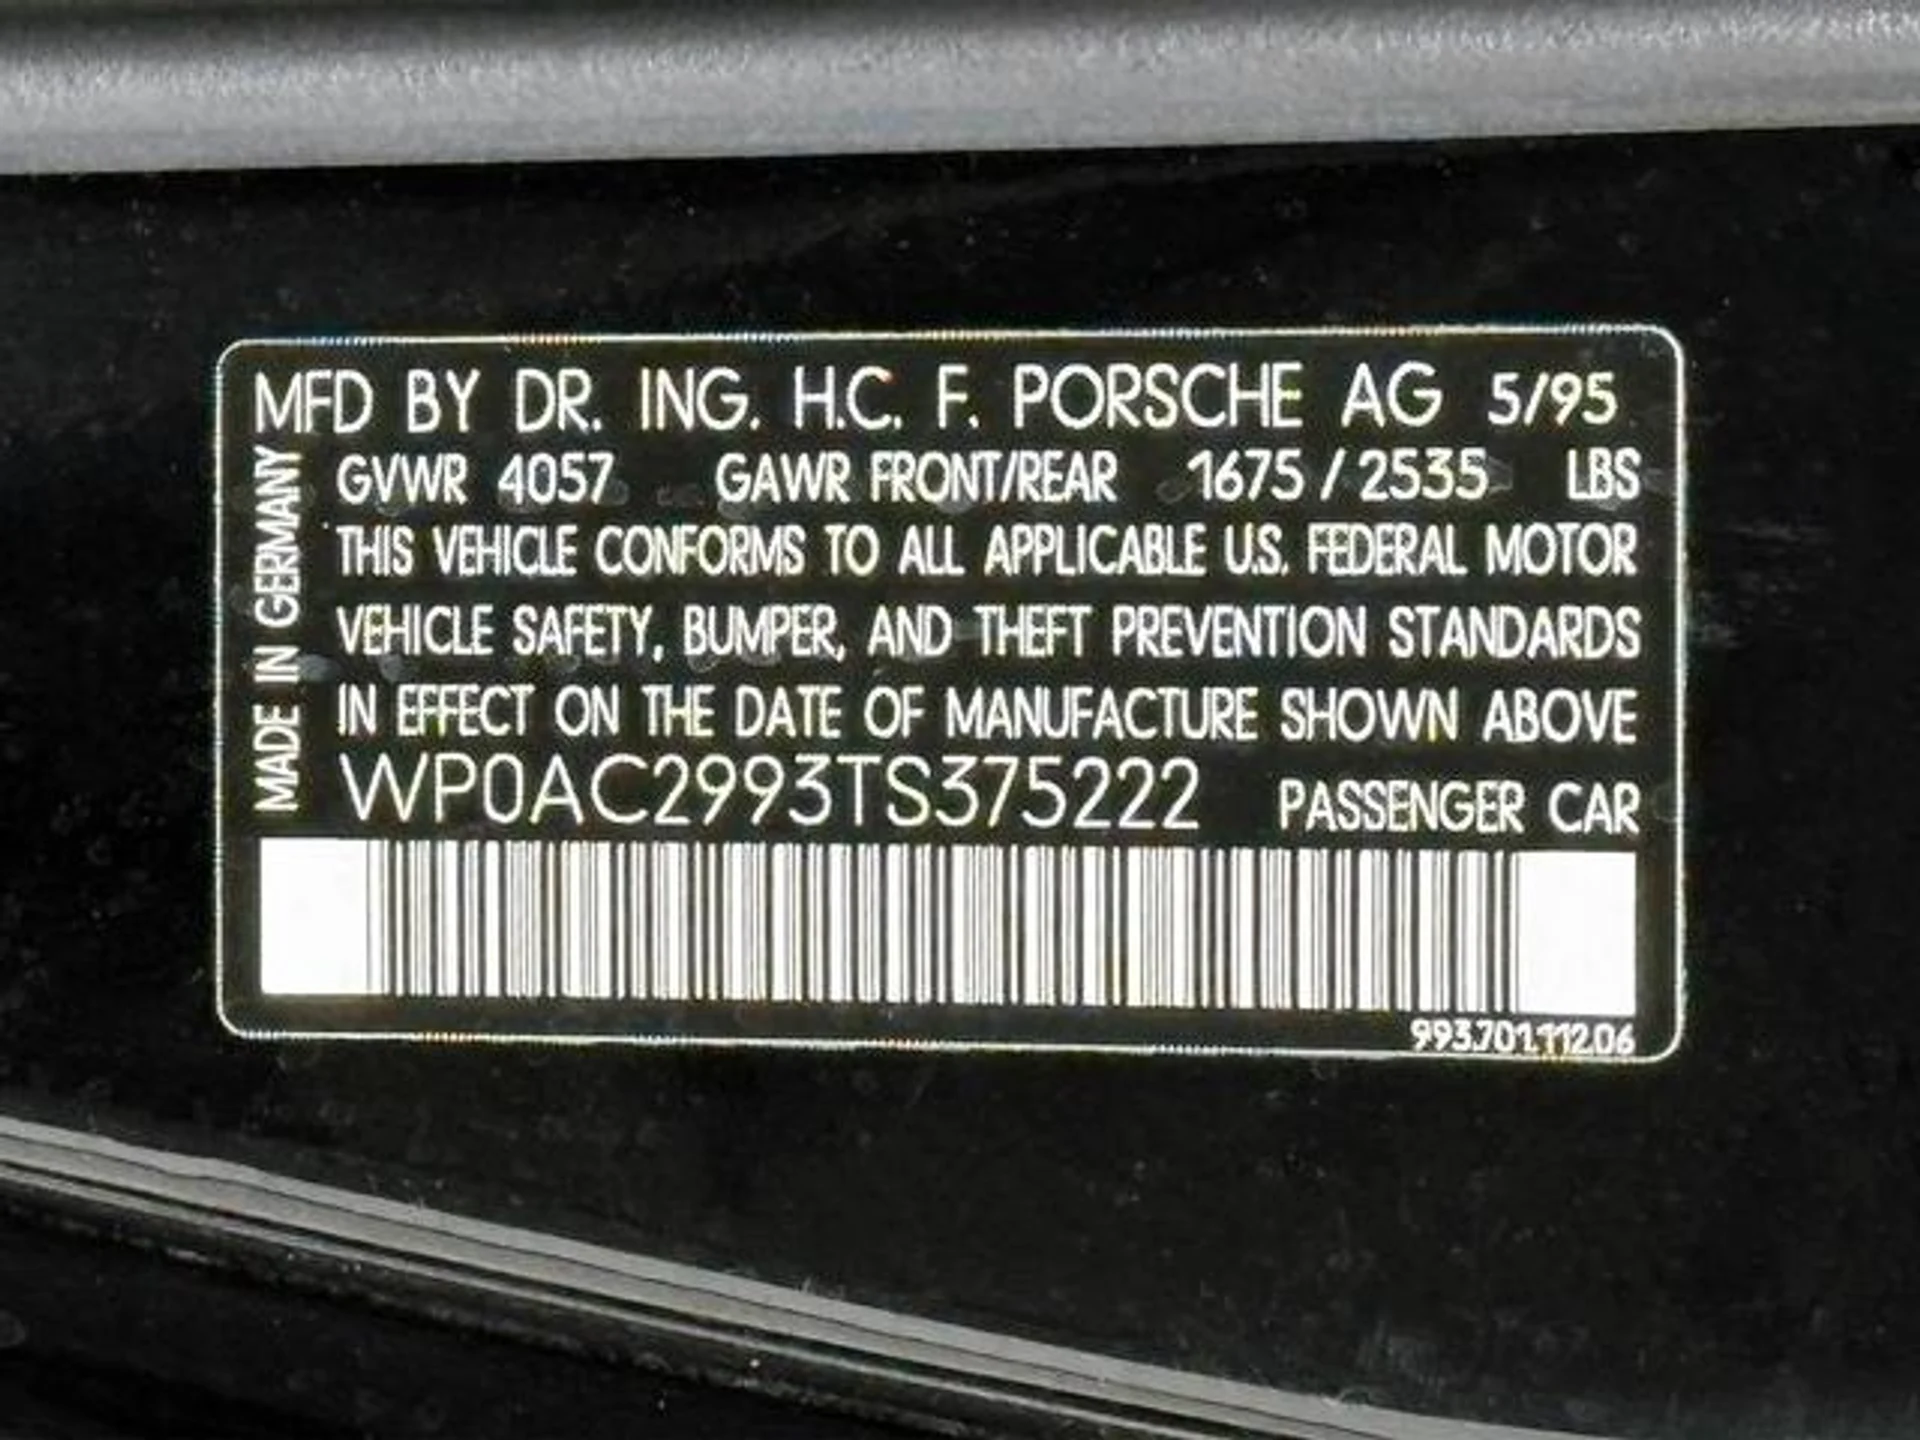 MFD BY DR. ING. H.C. F. PORSCHE AG 5/95
MADE IN GERMANY
GVWR 4057 GAWR FRONT/REAR 1675 / 2535 LBS
THIS VEHICLE CONFORMS TO ALL APPLICABLE U.S. FEDERAL MOTOR
VEHICLE SAFETY, BUMPER, AND THEFT PREVENTION STANDARDS
IN EFFECT ON THE DATE OF MANUFACTURE SHOWN ABOVE
WP0AC2993TS375222 PASSENGER CAR
993.701.112.06